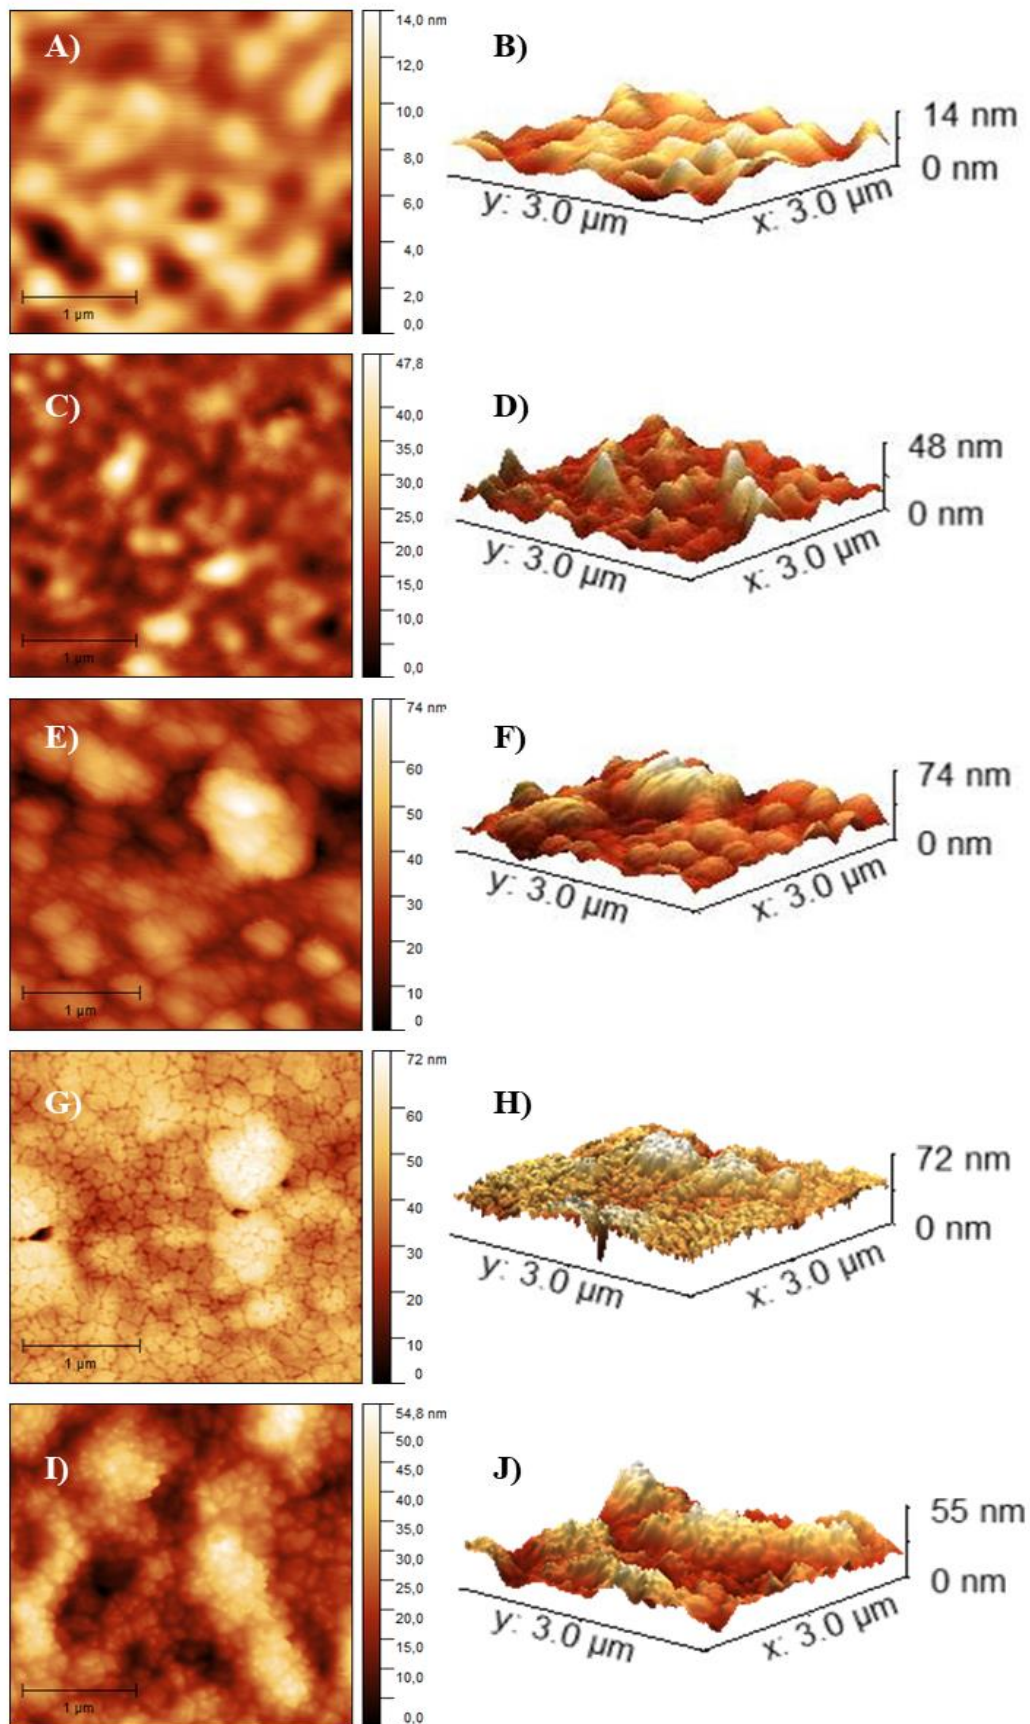 A)
14,0 nm
12,0
10,0
8,0
6,0
4,0
2,0
0,0
1 µm
B)
14 nm
0 nm
y: 3.0 µm
x: 3.0 µm
C)
47,8
40,0
35,0
30,0
25,0
20,0
15,0
10,0
0,0
1 µm
D)
48 nm
0 nm
y: 3.0 µm
x: 3.0 µm
E)
74 nm
60
50
40
30
20
10
0
1 µm
F)
74 nm
0 nm
y: 3.0 µm
x: 3.0 µm
G)
72 nm
60
50
40
30
20
10
0
1 µm
H)
72 nm
0 nm
y: 3.0 µm
x: 3.0 µm
I)
54,8 nm
50,0
45,0
40,0
35,0
30,0
25,0
20,0
15,0
10,0
0,0
1 µm
J)
55 nm
0 nm
y: 3.0 µm
x: 3.0 µm